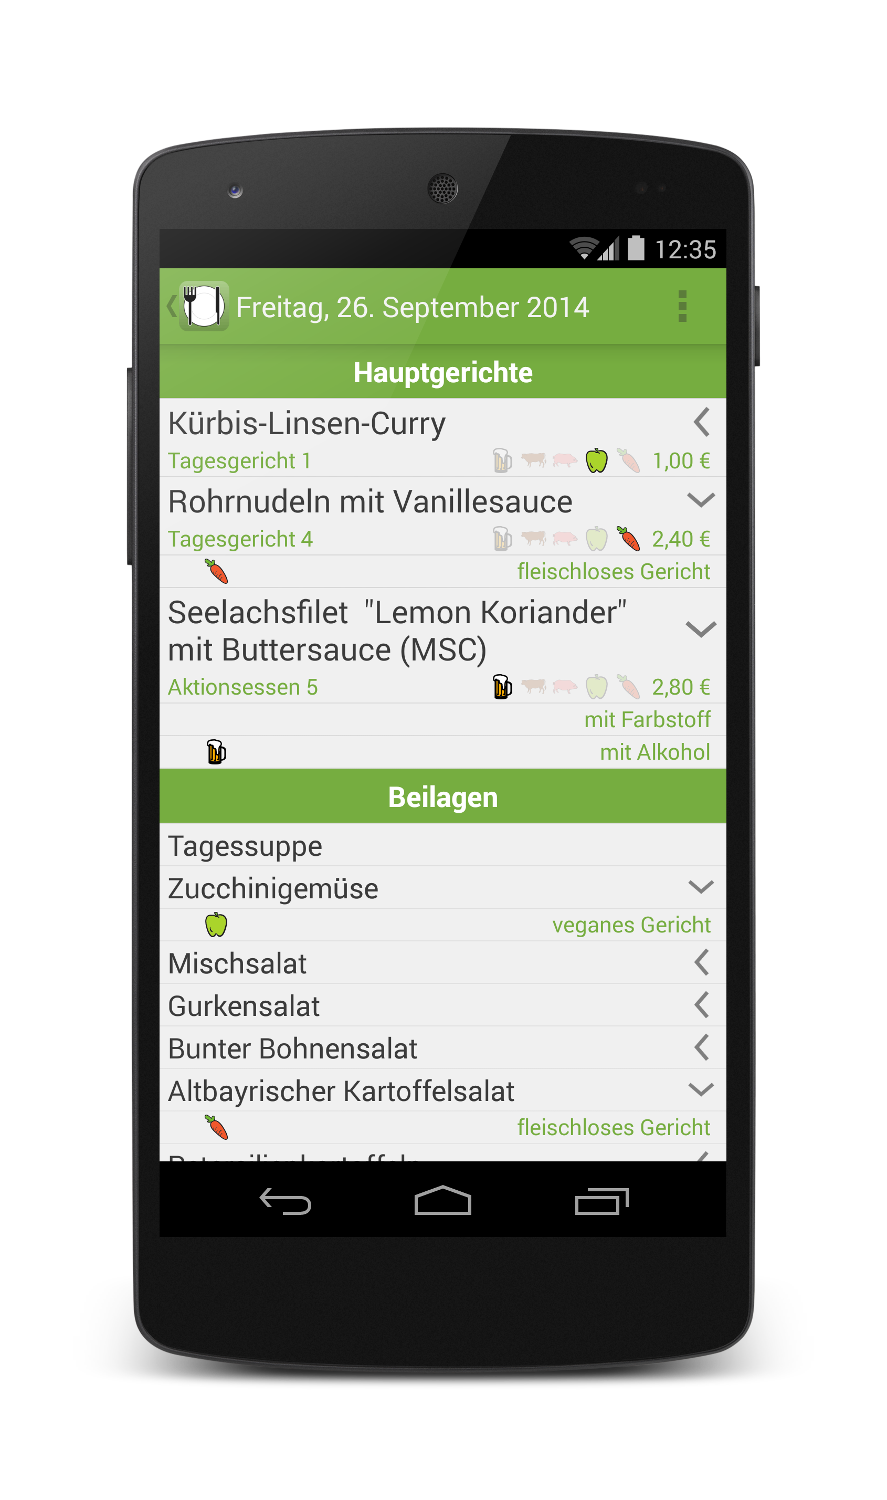 12:35
Freitag, 26. September 2014
Hauptgerichte
Kürbis-Linsen-Curry
Tagesgericht 1 1,00 €
Rohrnudeln mit Vanillesauce
Tagesgericht 4 2,40 €
fleischloses Gericht
Seelachsfilet "Lemon Koriander"
mit Buttersauce (MSC)
Aktionsessen 5 2,80 €
mit Farbstoff
mit Alkohol
Beilagen
Tagessuppe
Zucchinigemüse
veganes Gericht
Mischsalat
Gurkensalat
Bunter Bohnensalat
Altbayrischer Kartoffelsalat
fleischloses Gericht